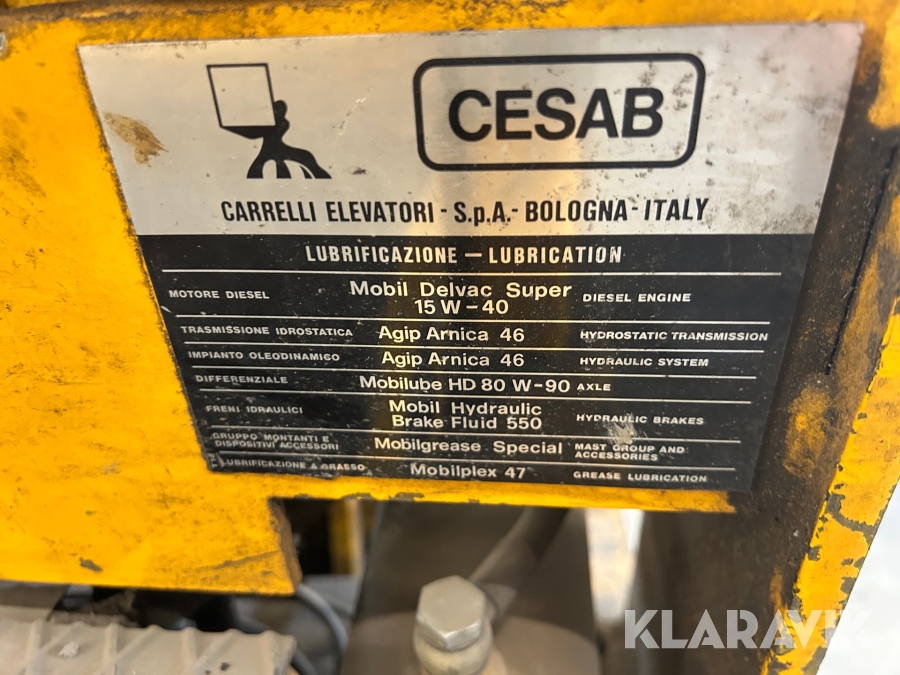 CESAB
CARRELLI ELEVATORI - S.p.A. - BOLOGNA - ITALY
LUBRIFICAZIONE — LUBRICATION
MOTORE DIESEL Mobil Delvac Super 15 W - 40 DIESEL ENGINE
TRASMISSIONE IDROSTATICA Agip Arnica 46 HYDROSTATIC TRANSMISSION
IMPIANTO OLEODINAMICO Agip Arnica 46 HYDRAULIC SYSTEM
DIFFERENZIALE Mobilube HD 80 W-90 AXLE
FRENI IDRAULICI Mobil Hydraulic Brake Fluid 550 HYDRAULIC BRAKES
GRUPPO MONTANTI E DISPOSITIVI ACCESSORI Mobilgrease Special MAST GROUP AND ACCESSORIES
LUBRIFICAZIONE A GRASSO Mobilplex 47 GREASE LUBRICATION
KLARAVIK